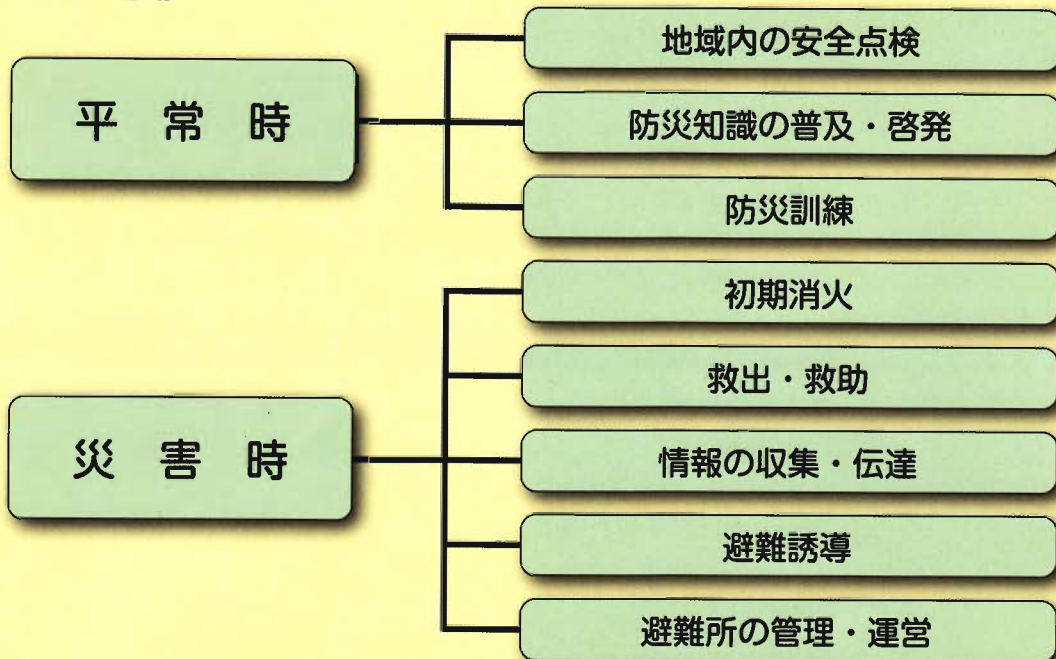 平常時
地域内の安全点検
防災知識の普及・啓発
防災訓練
災害時
初期消火
救出・救助
情報の収集・伝達
避難誘導
避難所の管理・運営